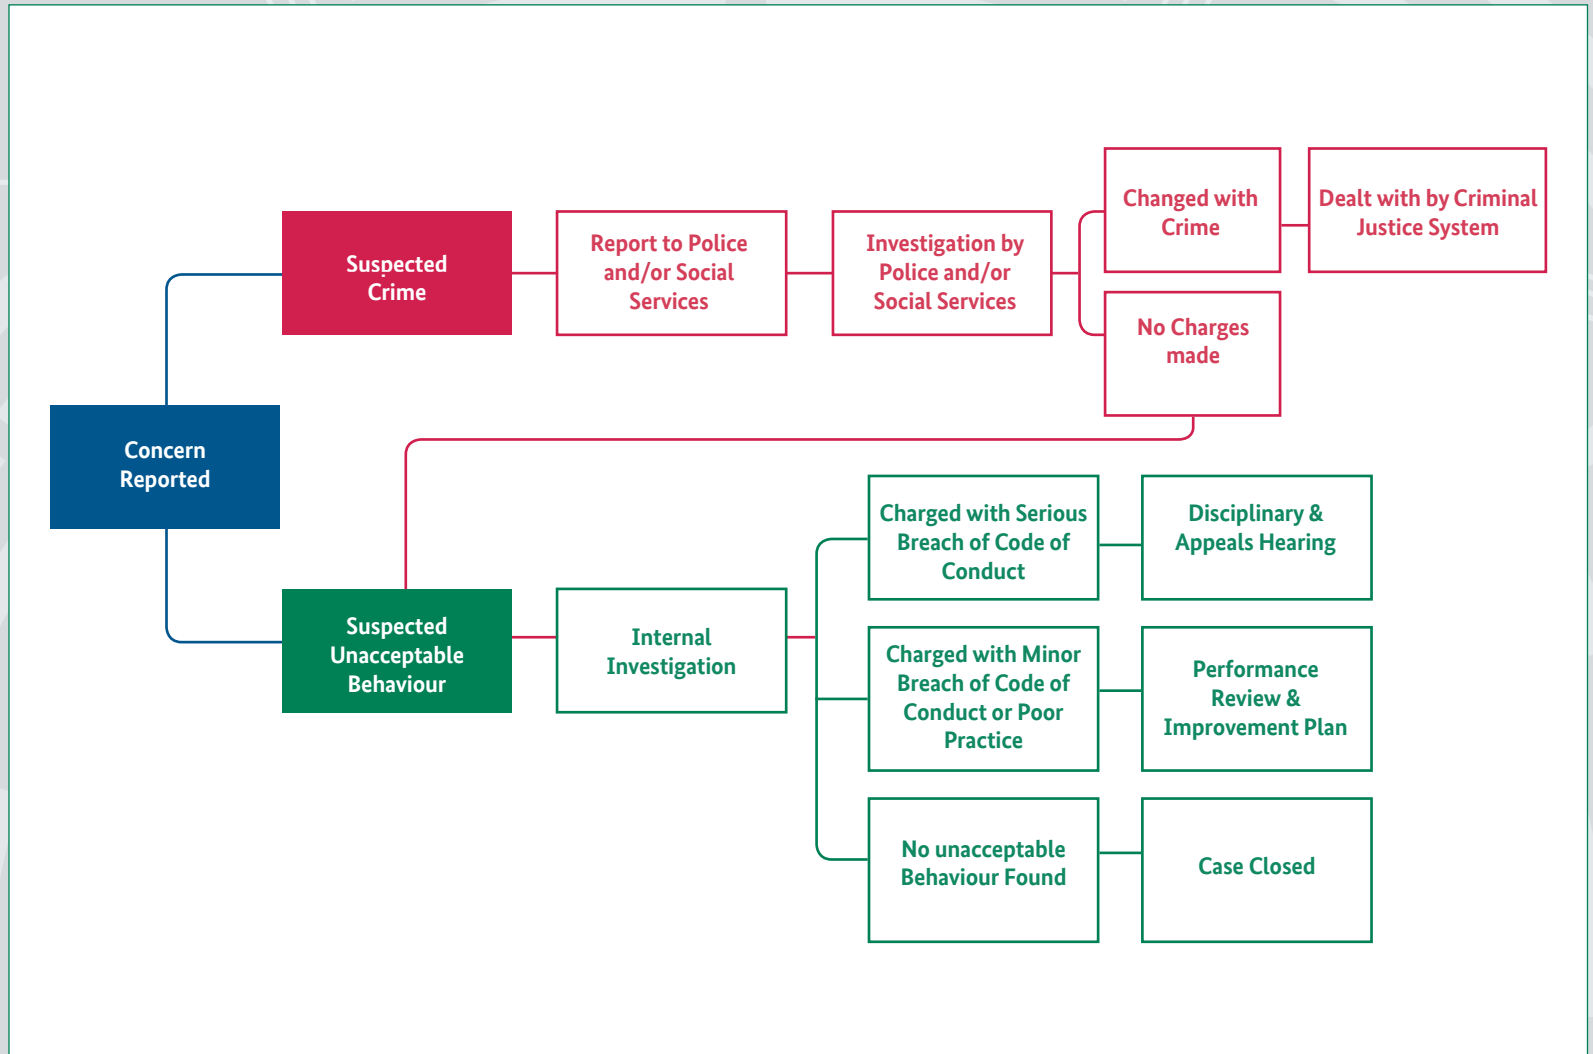 Concern
Reported
Suspected
Crime
Report to Police
and/or Social
Services
Investigation by
Police and/or
Social Services
Changed with
Crime
Dealt with by Criminal
Justice System
No Charges
made
Suspected
Unacceptable
Behaviour
Internal
Investigation
Charged with Serious
Breach of Code of
Conduct
Disciplinary &
Appeals Hearing
Charged with Minor
Breach of Code of
Conduct or Poor
Practice
Performance
Review &
Improvement Plan
No unacceptable
Behaviour Found
Case Closed